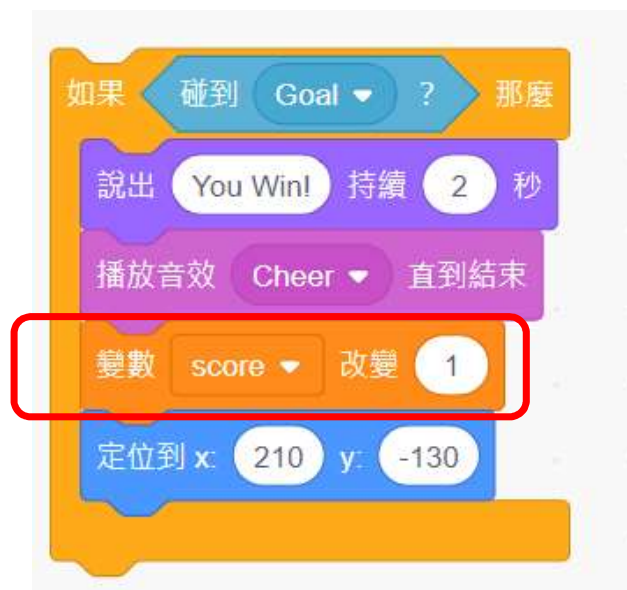 如果 碰到 Goal ? 那麼
說出 You Win! 持續 2 秒
播放音效 Cheer 直到結束
變數 score 改變 1
定位到 x: 210 y: -130